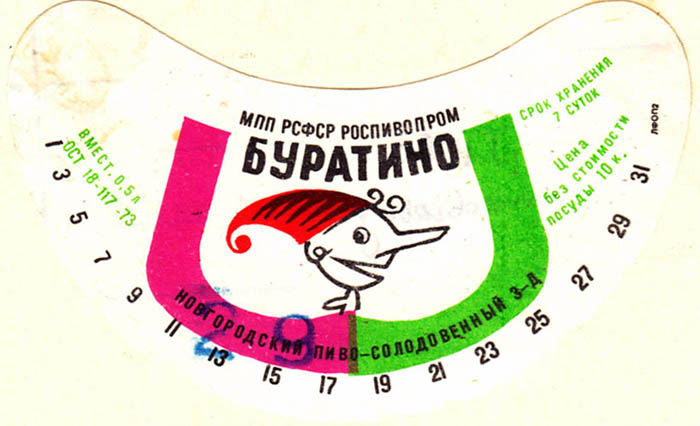 МПП РСФСР РОСПИВОПРОМ
БУРАТИНО
ВМЕСТ. 0,5 л
ОСТ 18-117-73
СРОК ХРАНЕНИЯ
7 СУТОК
Цена
без стоимости
посуды 10 к.
ЛФОП2
НОВГОРОДСКИЙ ПИВО-СОЛОДОВЕННЫЙ З-Д
1 3 5 7 9 11 13 15 17 19 21 23 25 27 29 31
29